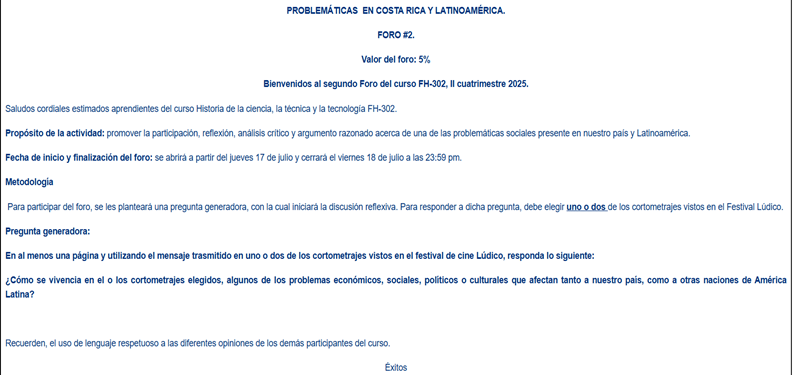 PROBLEMÁTICAS EN COSTA RICA Y LATINOAMÉRICA.
FORO #2.
Valor del foro: 5%
Bienvenidos al segundo Foro del curso FH-302, II cuatrimestre 2025.
Saludos cordiales estimados aprendientes del curso Historia de la ciencia, la técnica y la tecnología FH-302.
Propósito de la actividad: promover la participación, reflexión, análisis crítico y argumento razonado acerca de una de las problemáticas sociales presente en nuestro país y Latinoamérica.
Fecha de inicio y finalización del foro: se abrirá a partir del jueves 17 de julio y cerrará el viernes 18 de julio a las 23:59 pm.
Metodología
Para participar del foro, se les planteará una pregunta generadora, con la cual iniciará la discusión reflexiva. Para responder a dicha pregunta, debe elegir uno o dos de los cortometrajes vistos en el Festival Lúdico.
Pregunta generadora:
En al menos una página y utilizando el mensaje trasmitido en uno o dos de los cortometrajes vistos en el festival de cine Lúdico, responda lo siguiente:
¿Cómo se vivencia en el o los cortometrajes elegidos, algunos de los problemas económicos, sociales, políticos o culturales que afectan tanto a nuestro país, como a otras naciones de América
Latina?
Recuerden, el uso de lenguaje respetuoso a las diferentes opiniones de los demás participantes del curso.
Éxitos